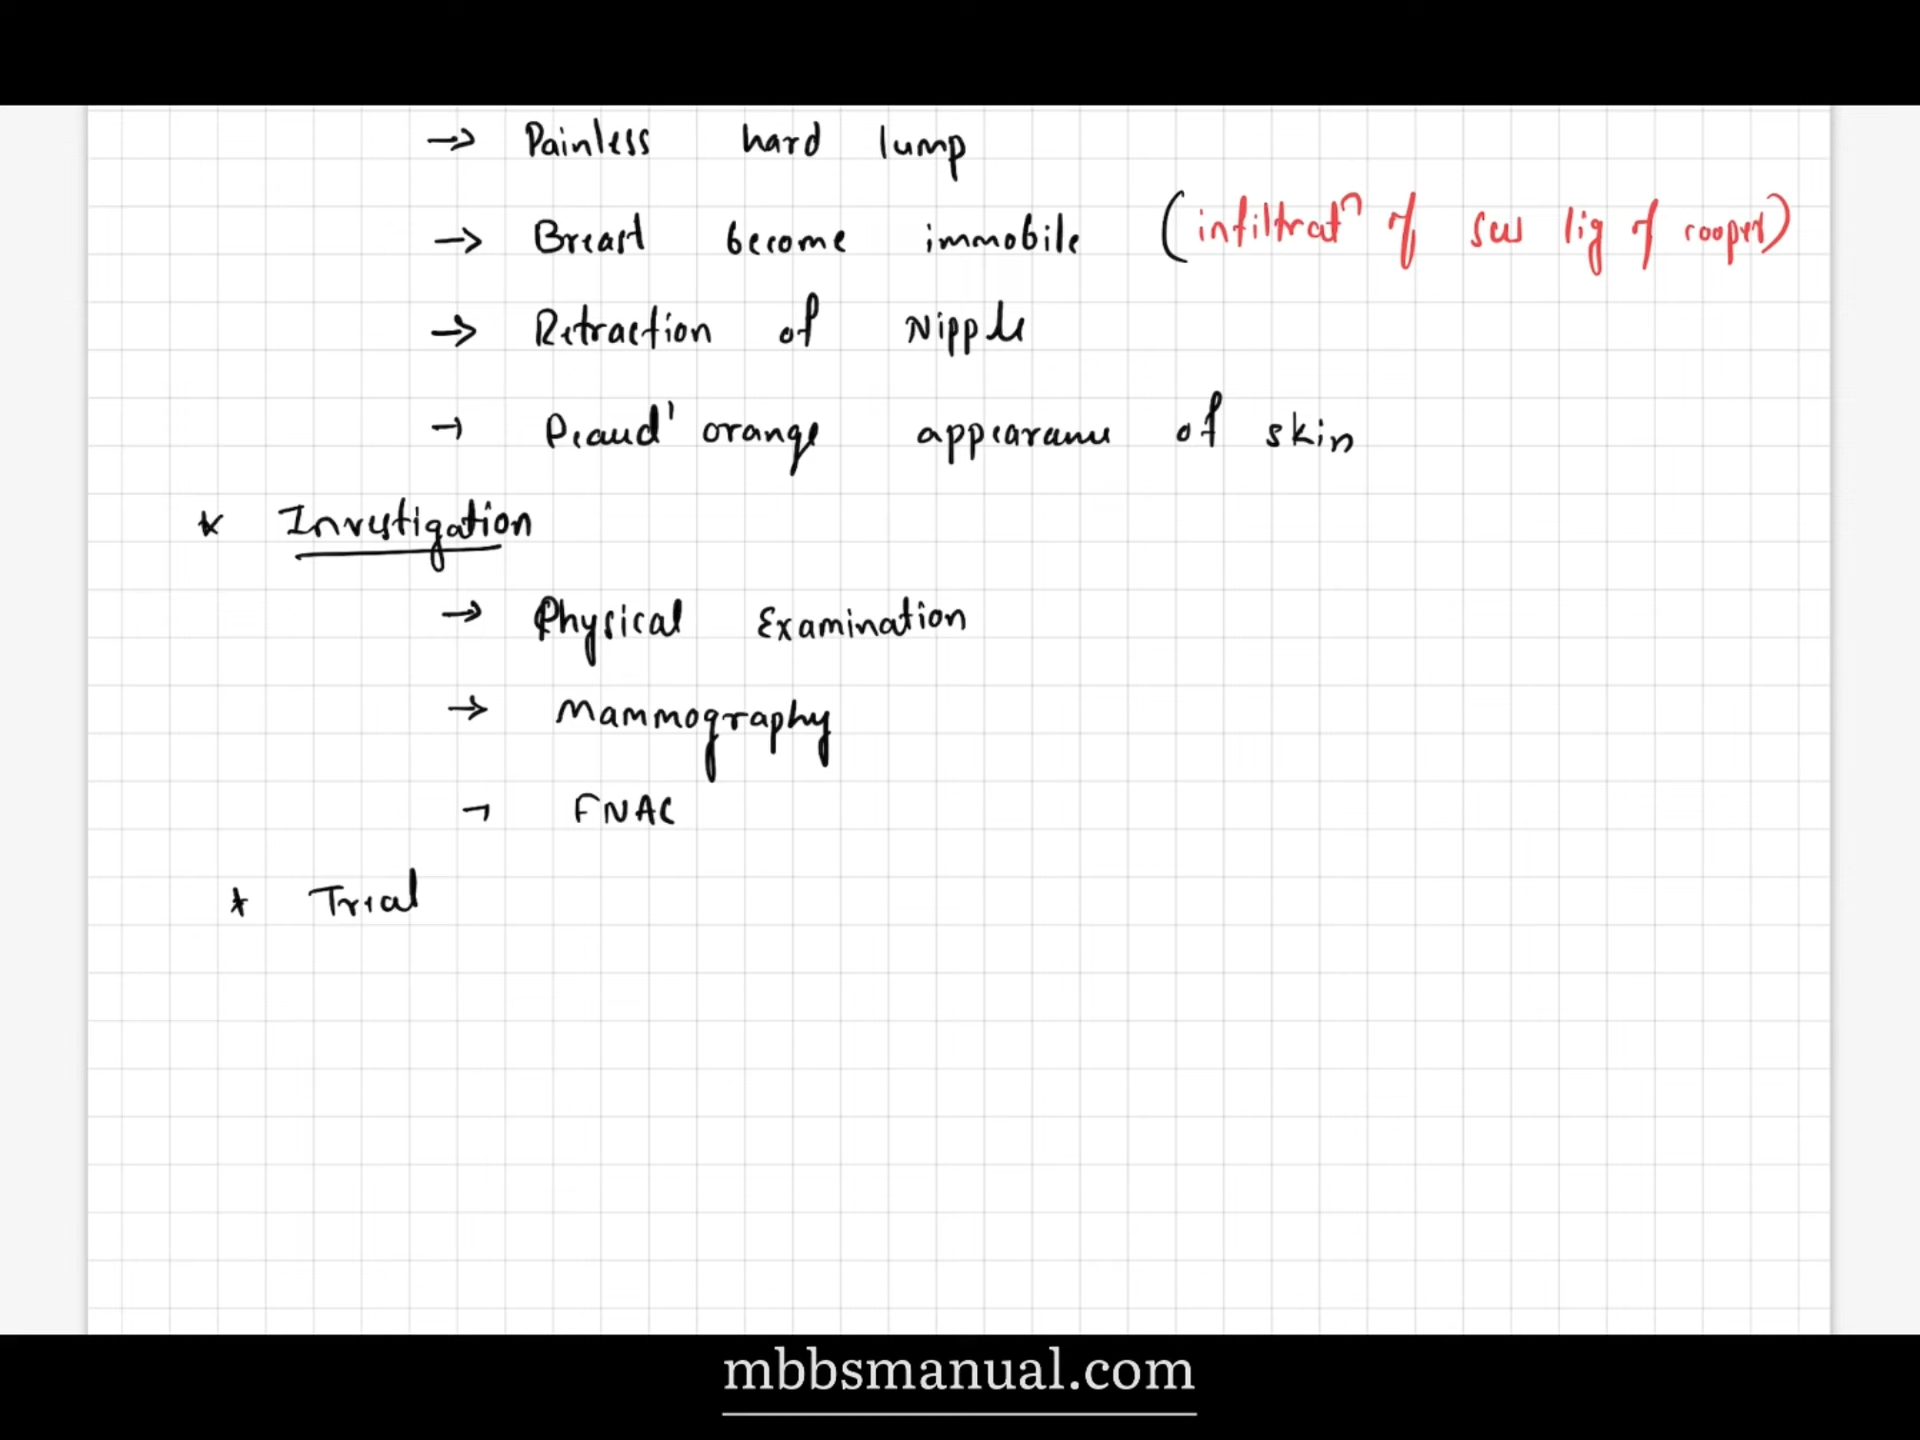 → Painless hard lump
→ Breast become immobile (infiltratⁿ of sus lig of cooper)
→ Retraction of Nipple
→ Peaud' orange appearance of skin
* Investigation
→ Physical Examination
→ Mammography
→ FNAC
* Trial
mbbsmanual.com